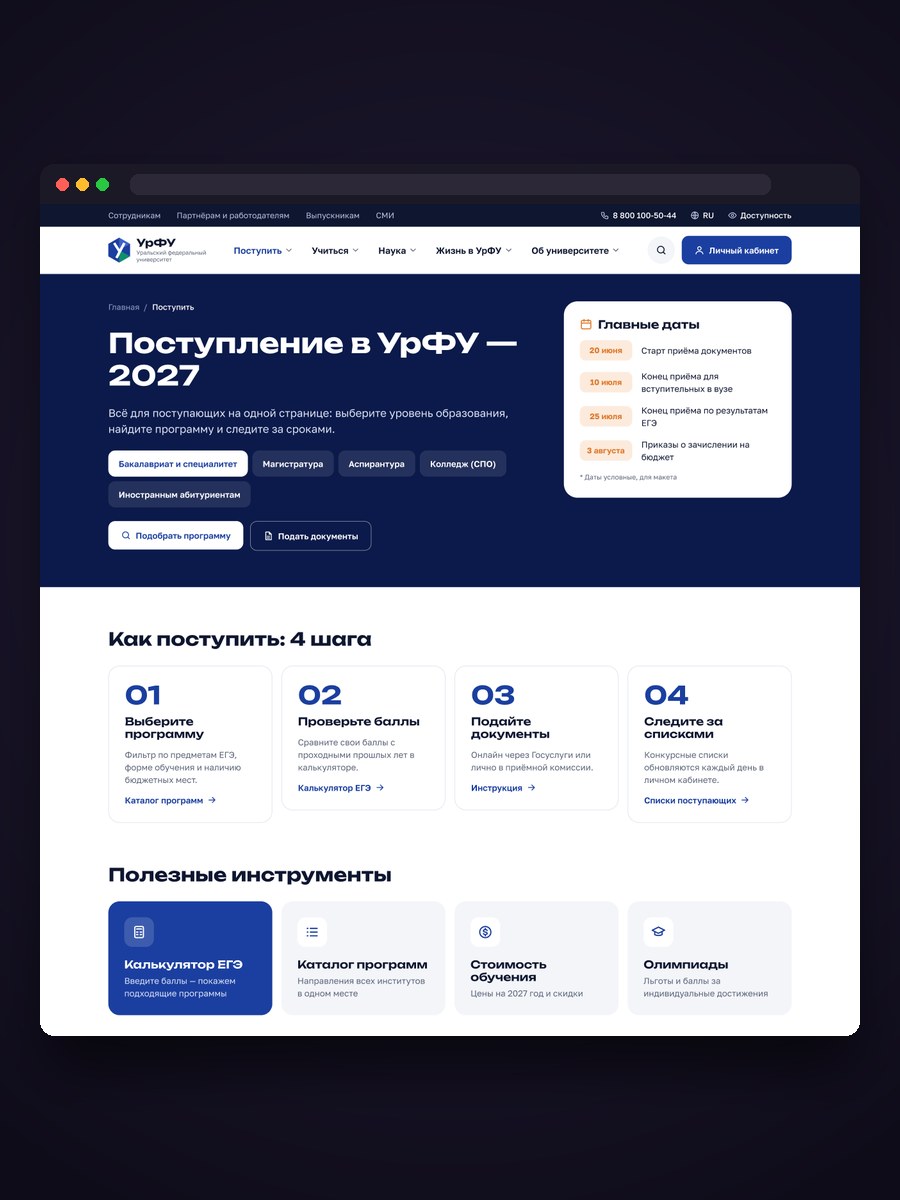 Сотрудникам Партнёрам и работодателям Выпускникам СМИ 8 800 100-50-44 RU Доступность
УрФУ
Уральский федеральный
университет
Поступить Учиться Наука Жизнь в УрФУ Об университете Личный кабинет
Главная / Поступить
Поступление в УрФУ —
2027
Всё для поступающих на одной странице: выберите уровень образования,
найдите программу и следите за сроками.
Бакалавриат и специалитет Магистратура Аспирантура Колледж (СПО)
Иностранным абитуриентам
Подобрать программу Подать документы
Главные даты
20 июня Старт приёма документов
10 июля Конец приёма для
вступительных в вузе
25 июля Конец приёма по результатам
ЕГЭ
3 августа Приказы о зачислении на
бюджет
* Даты условные, для макета
Как поступить: 4 шага
01
Выберите
программу
Фильтр по предметам ЕГЭ,
форме обучения и наличию
бюджетных мест.
Каталог программ →
02
Проверьте баллы
Сравните свои баллы с
проходными прошлых лет в
калькуляторе.
Калькулятор ЕГЭ →
03
Подайте
документы
Онлайн через Госуслуги или
лично в приёмной комиссии.
Инструкция →
04
Следите за
списками
Конкурсные списки
обновляются каждый день в
личном кабинете.
Списки поступающих →
Полезные инструменты
Калькулятор ЕГЭ
Введите баллы — покажем
подходящие программы
Каталог программ
Направления всех институтов
в одном месте
Стоимость
обучения
Цены на 2027 год и скидки
Олимпиады
Льготы и баллы за
индивидуальные достижения